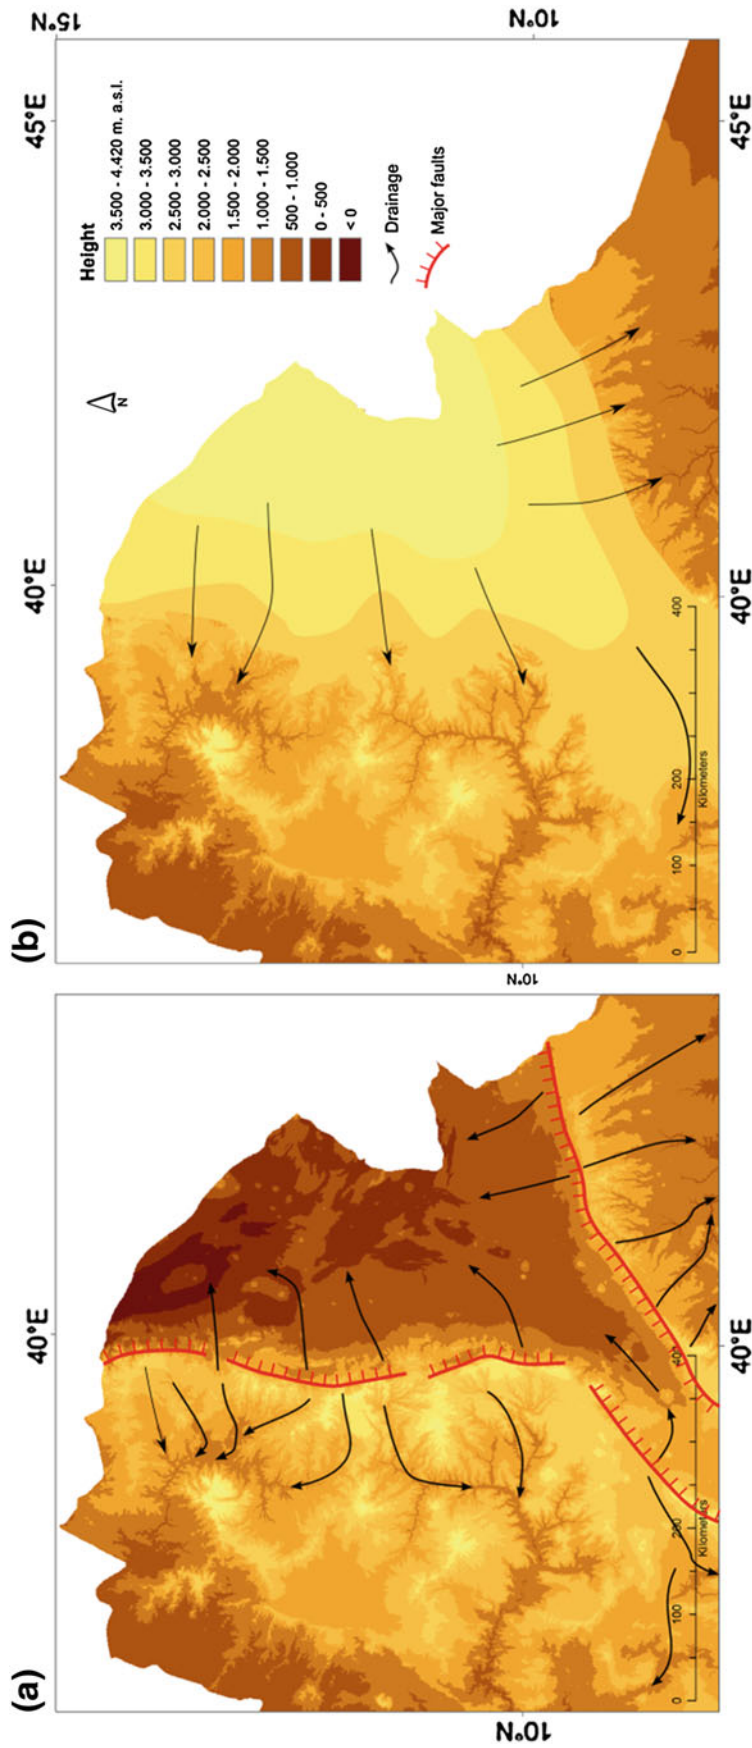 (a)
40°E
10°N
10°N
0
100
200
400
Kilometers
40°E
(b)
40°E
45°E
15°N
10°N
N
Height
3.500 - 4.420 m. a.s.l.
3.000 - 3.500
2.500 - 3.000
2.000 - 2.500
1.500 - 2.000
1.000 - 1.500
500 - 1.000
0 - 500
< 0
Drainage
Major faults
0
100
200
400
Kilometers
40°E
45°E